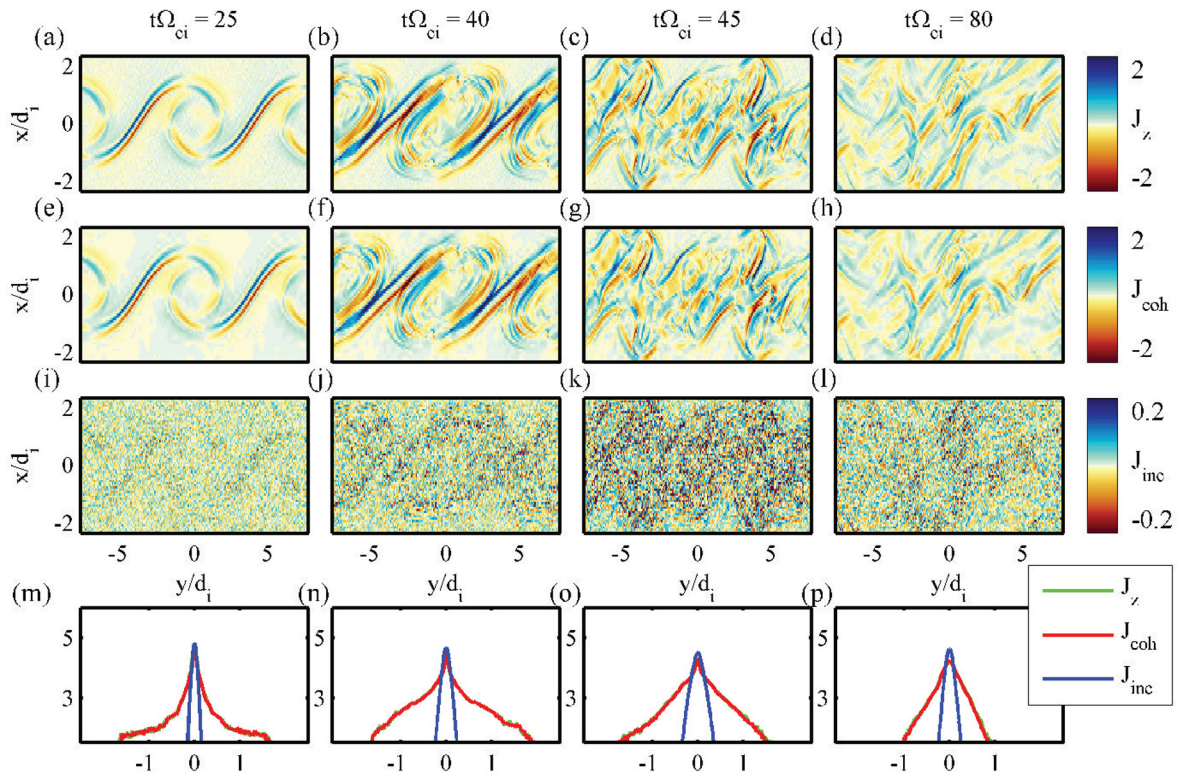 tΩci = 25 tΩci = 40 tΩci = 45 tΩci = 80
(a) (b) (c) (d)
2 0 -2 x/di
2 Jz -2
(e) (f) (g) (h)
2 0 -2 x/di
2 Jcoh -2
(i) (j) (k) (l)
2 0 -2 x/di
0.2 Jinc -0.2
-5 0 5 -5 0 5 -5 0 5 -5 0 5
y/di y/di y/di y/di
(m) (n) (o) (p)
5 5 5 5
3 3 3 3
-1 0 1 -1 0 1 -1 0 1 -1 0 1
Jz
Jcoh
Jinc